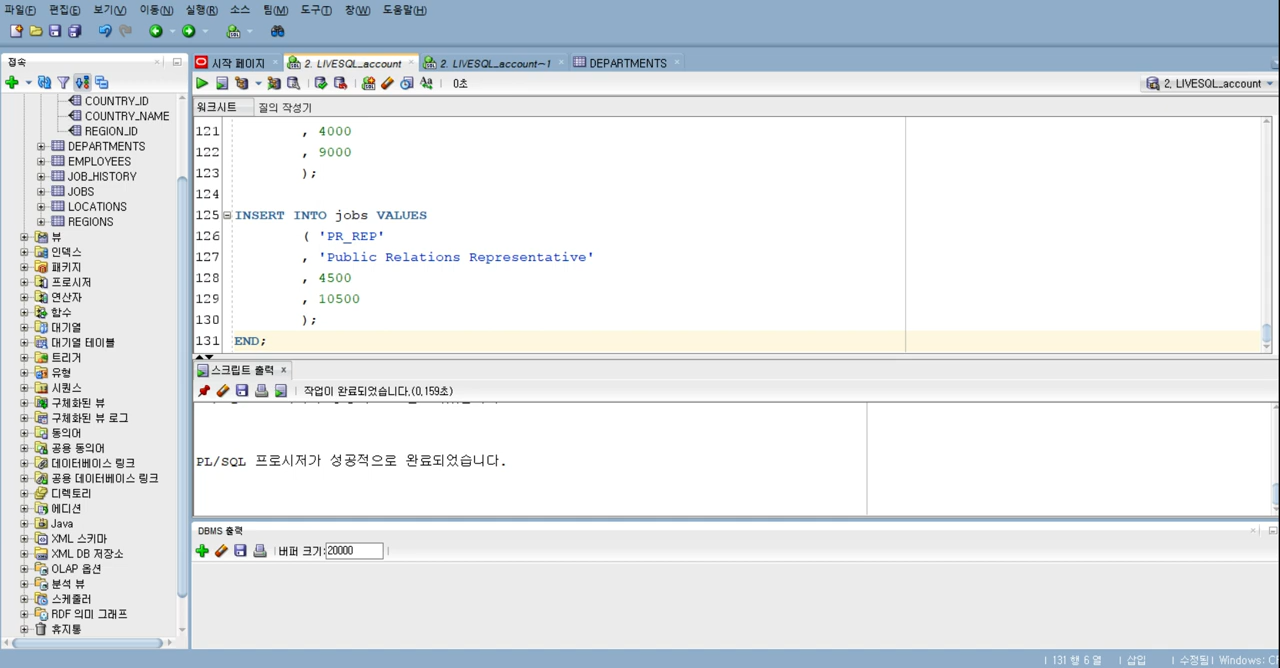 파일(F) 편집(E) 보기(V) 이동(N) 실행(R) 소스 팀(M) 도구(T) 창(W) 도움말(H)
접속
시작 페이지
2. LIVESQL_account
2. LIVESQL_account~1
DEPARTMENTS
0초
2. LIVESQL_account
워크시트
질의 작성기
COUNTRY_ID
COUNTRY_NAME
REGION_ID
DEPARTMENTS
EMPLOYEES
JOB_HISTORY
JOBS
LOCATIONS
REGIONS
뷰
인덱스
패키지
프로시저
연산자
함수
대기열
대기열 테이블
트리거
유형
시퀀스
구체화된 뷰
구체화된 뷰 로그
동의어
공용 동의어
데이터베이스 링크
공용 데이터베이스 링크
디렉토리
에디션
Java
XML 스키마
XML DB 저장소
OLAP 옵션
분석 뷰
스케줄러
RDF 의미 그래프
휴지통
121 , 4000
122 , 9000
123 );
124
125 INSERT INTO jobs VALUES
126 ( 'PR_REP'
127 , 'Public Relations Representative'
128 , 4500
129 , 10500
130 );
131 END;
스크립트 출력
작업이 완료되었습니다.(0.159초)
PL/SQL 프로시저가 성공적으로 완료되었습니다.
DBMS 출력
버퍼 크기: 20000
131 행 6 열 | 삽입 | 수정됨 | Windows: